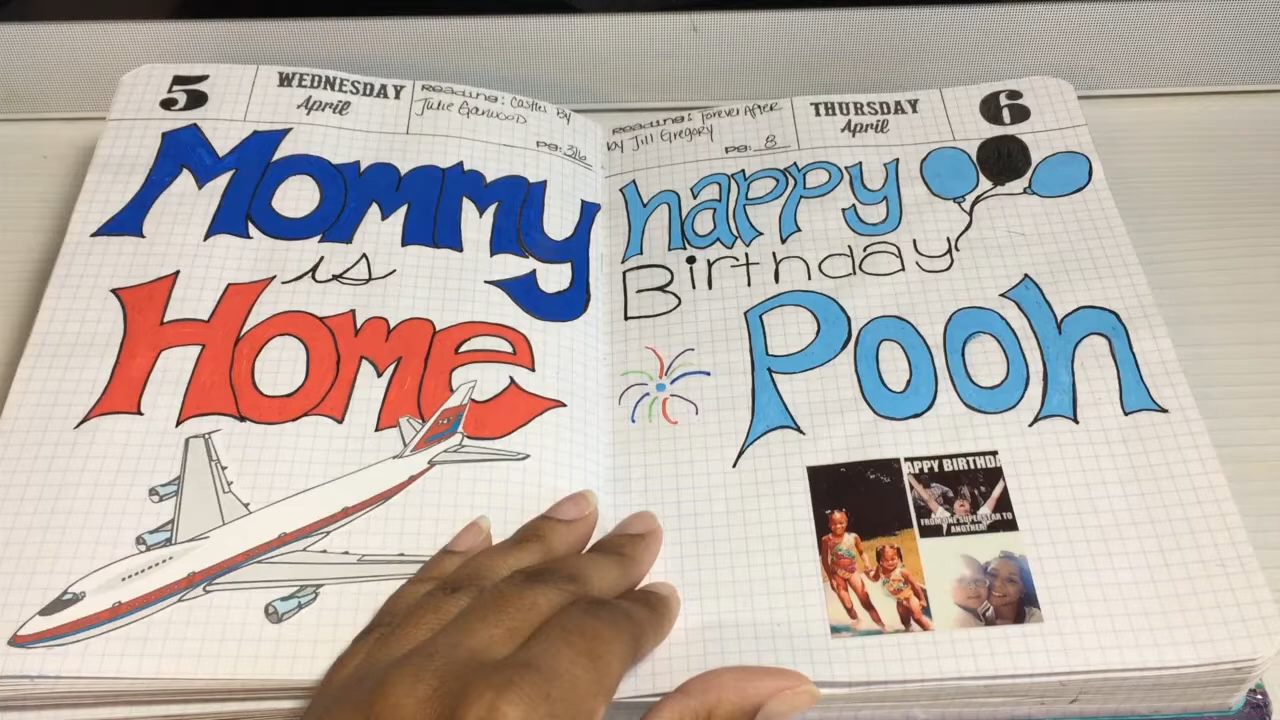 5
WEDNESDAY
April
Reading: Castles By
Julie Garwood
pg: 316
Mommy
is
Home
Reading: Forever After
by Jill Gregory
pg: 8
THURSDAY
April
6
happy
Birthday
Pooh
APPY BIRTHDA
FROM ONE SUPERSTAR TO
ANOTHER!